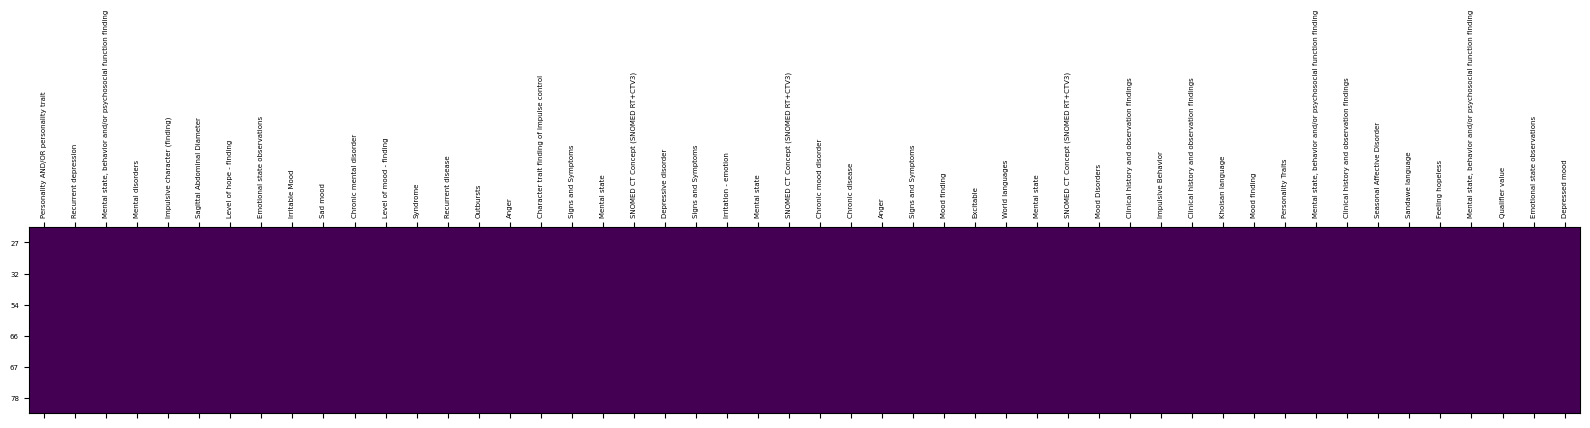 Personality AND/OR personality trait
Recurrent depression
Mental state, behavior and/or psychosocial function finding
Mental disorders
Impulsive character (finding)
Sagittal Abdominal Diameter
Level of hope - finding
Emotional state observations
Irritable Mood
Sad mood
Chronic mental disorder
Level of mood - finding
Syndrome
Recurrent disease
Outbursts
Anger
Character trait finding of impulse control
Signs and Symptoms
Mental state
SNOMED CT Concept (SNOMED RT+CTV3)
Depressive disorder
Signs and Symptoms
Irritation - emotion
Mental state
SNOMED CT Concept (SNOMED RT+CTV3)
Chronic mood disorder
Chronic disease
Anger
Signs and Symptoms
Mood finding
Excitable
World languages
Mental state
SNOMED CT Concept (SNOMED RT+CTV3)
Mood Disorders
Clinical history and observation findings
Impulsive Behavior
Clinical history and observation findings
Khoisan language
Mood finding
Personality Traits
Mental state, behavior and/or psychosocial function finding
Clinical history and observation findings
Seasonal Affective Disorder
Sandawe language
Feeling hopeless
Mental state, behavior and/or psychosocial function finding
Qualifier value
Emotional state observations
Depressed mood
27
32
54
66
67
78